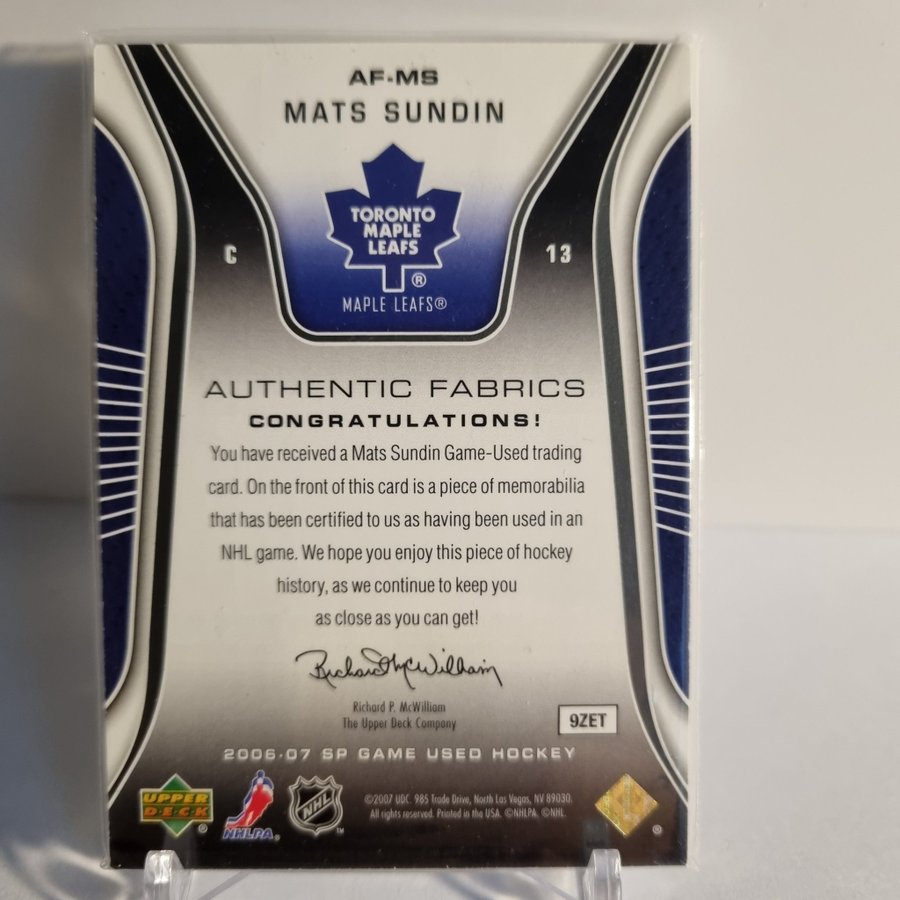 AF-MS
MATS SUNDIN
TORONTO
MAPLE
LEAFS
®
C
13
MAPLE LEAFS®
AUTHENTIC FABRICS
CONGRATULATIONS!
You have received a Mats Sundin Game-Used trading
card. On the front of this card is a piece of memorabilia
that has been certified to us as having been used in an
NHL game. We hope you enjoy this piece of hockey
history, as we continue to keep you
as close as you can get!
Richard McWilliam
Richard P. McWilliam
The Upper Deck Company
9ZET
2006-07 SP GAME USED HOCKEY
UPPER
DECK
®
NHLPA®
NHL
™
©2007 UDC. 985 Trade Drive, North Las Vegas, NV 89030.
All rights reserved. Printed in the USA. ©NHLPA. ©NHL.
®